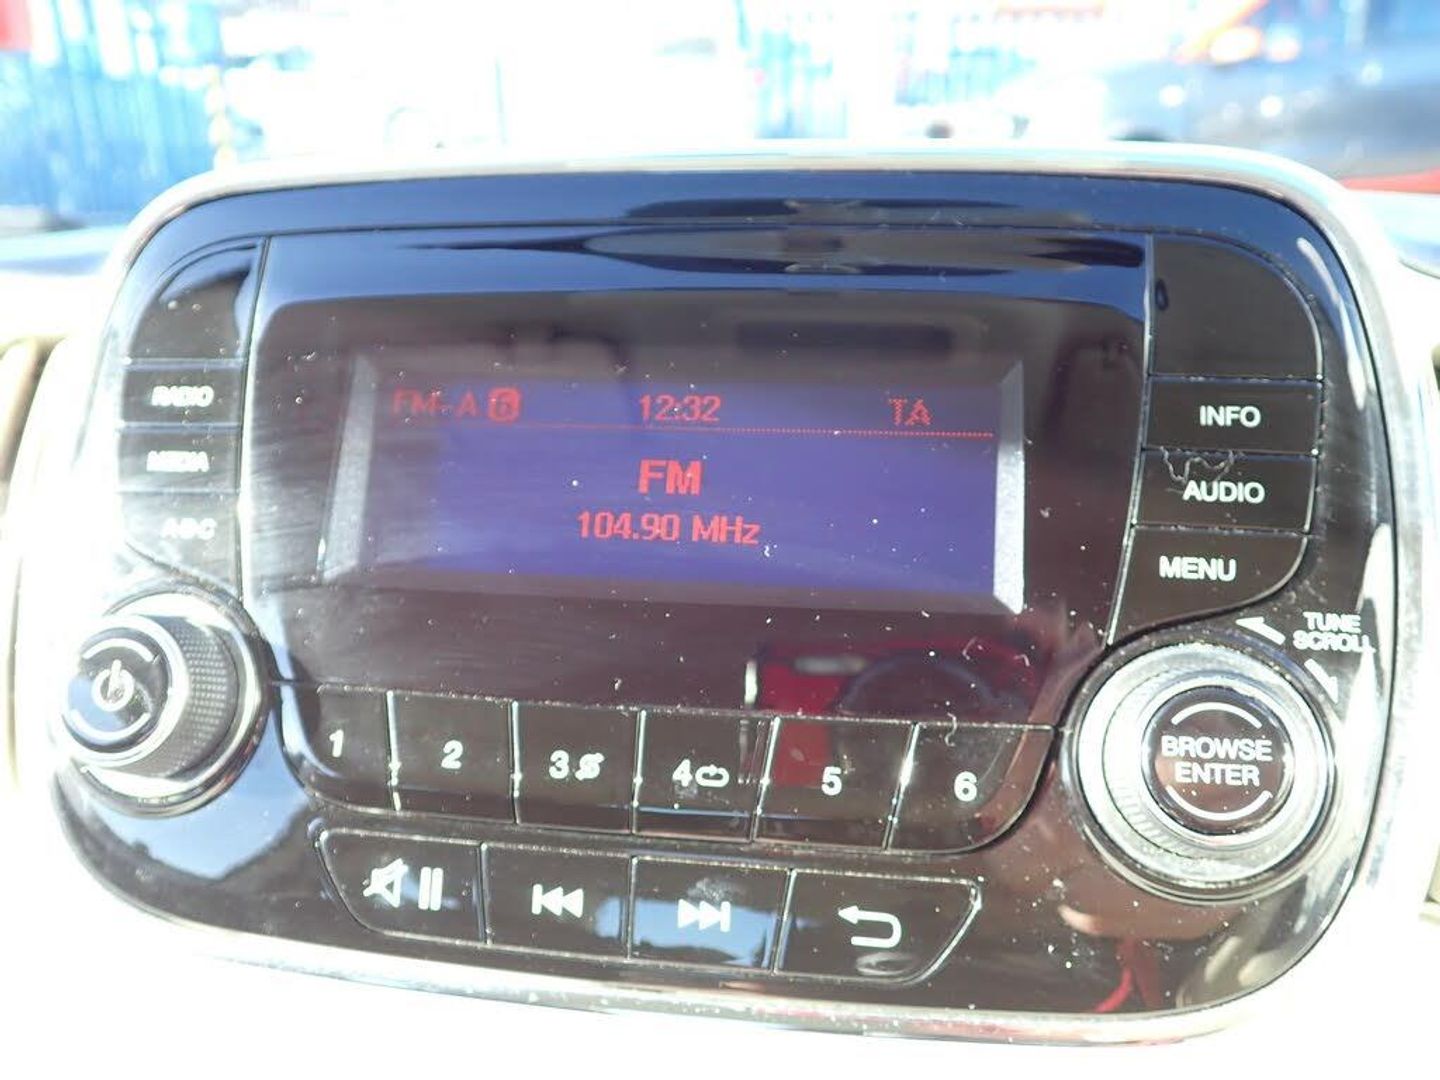 FM-A 6 12:32 TA
FM
104.90 MHz
RADIO
MEDIA
A-B-C
INFO
AUDIO
MENU
TUNE
SCROLL
BROWSE
ENTER
1 2 3 4 5 6